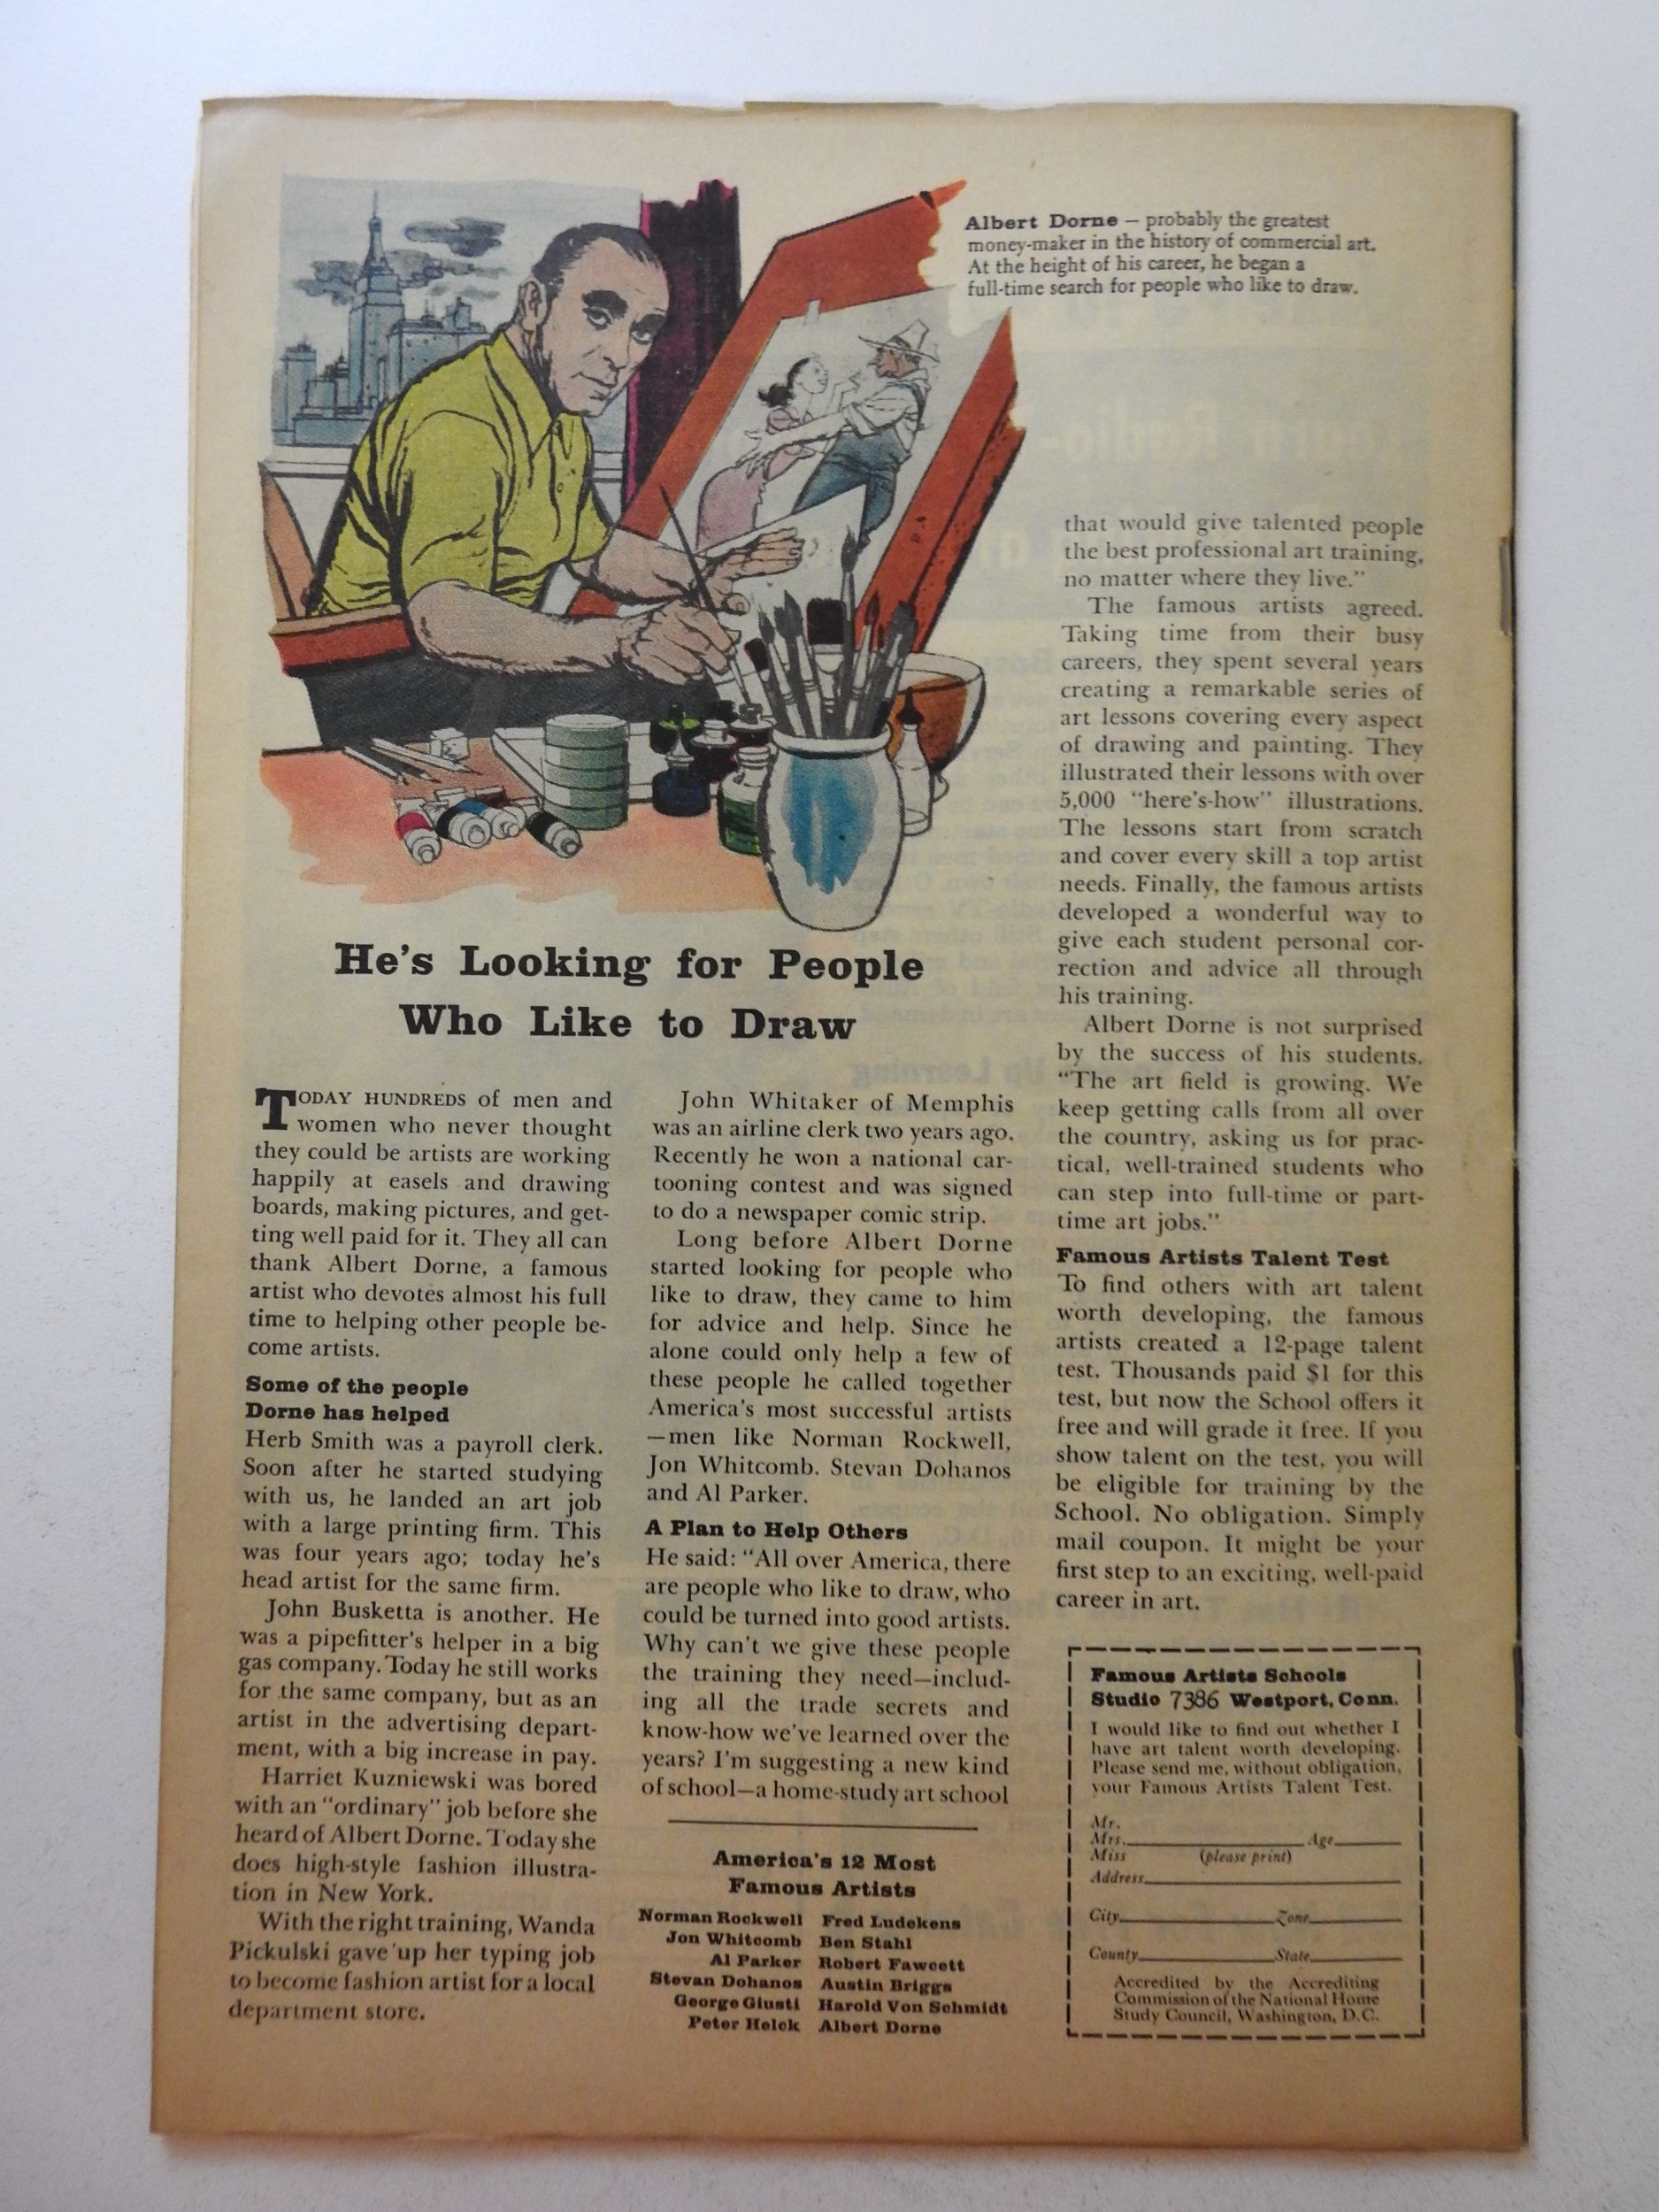 Albert Dorne — probably the greatest
money-maker in the history of commercial art.
At the height of his career, he began a
full-time search for people who like to draw.
He's Looking for People
Who Like to Draw
TODAY HUNDREDS of men and
women who never thought
they could be artists are working
happily at easels and drawing
boards, making pictures, and get-
ting well paid for it. They all can
thank Albert Dorne, a famous
artist who devotes almost his full
time to helping other people be-
come artists.
Some of the people
Dorne has helped
Herb Smith was a payroll clerk.
Soon after he started studying
with us, he landed an art job
with a large printing firm. This
was four years ago; today he's
head artist for the same firm.
John Busketta is another. He
was a pipefitter's helper in a big
gas company. Today he still works
for the same company, but as an
artist in the advertising depart-
ment, with a big increase in pay.
Harriet Kuzniewski was bored
with an "ordinary" job before she
heard of Albert Dorne. Today she
does high-style fashion illustra-
tion in New York.
With the right training, Wanda
Pickulski gave up her typing job
to become fashion artist for a local
department store.
John Whitaker of Memphis
was an airline clerk two years ago.
Recently he won a national car-
tooning contest and was signed
to do a newspaper comic strip.
Long before Albert Dorne
started looking for people who
like to draw, they came to him
for advice and help. Since he
alone could only help a few of
these people he called together
America's most successful artists
—men like Norman Rockwell,
Jon Whitcomb. Stevan Dohanos
and Al Parker.
A Plan to Help Others
He said: "All over America, there
are people who like to draw, who
could be turned into good artists.
Why can't we give these people
the training they need—includ-
ing all the trade secrets and
know-how we've learned over the
years? I'm suggesting a new kind
of school—a home-study art school
America's 12 Most
Famous Artists
Norman Rockwell Fred Ludekens
Jon Whitcomb Ben Stahl
Al Parker Robert Fawcett
Stevan Dohanos Austin Briggs
George Giusti Harold Von Schmidt
Peter Helck Albert Dorne
that would give talented people
the best professional art training,
no matter where they live."
The famous artists agreed.
Taking time from their busy
careers, they spent several years
creating a remarkable series of
art lessons covering every aspect
of drawing and painting. They
illustrated their lessons with over
5,000 "here's-how" illustrations.
The lessons start from scratch
and cover every skill a top artist
needs. Finally, the famous artists
developed a wonderful way to
give each student personal cor-
rection and advice all through
his training.
Albert Dorne is not surprised
by the success of his students.
"The art field is growing. We
keep getting calls from all over
the country, asking us for prac-
tical, well-trained students who
can step into full-time or part-
time art jobs."
Famous Artists Talent Test
To find others with art talent
worth developing, the famous
artists created a 12-page talent
test. Thousands paid $1 for this
test, but now the School offers it
free and will grade it free. If you
show talent on the test, you will
be eligible for training by the
School. No obligation. Simply
mail coupon. It might be your
first step to an exciting, well-paid
career in art.
Famous Artists Schools
Studio 7386 Westport, Conn.
I would like to find out whether I
have art talent worth developing.
Please send me, without obligation,
your Famous Artists Talent Test.
Mr.
Mrs. Age
Miss (please print)
Address
City Zone
County State
Accredited by the Accrediting
Commission of the National Home
Study Council, Washington, D.C.